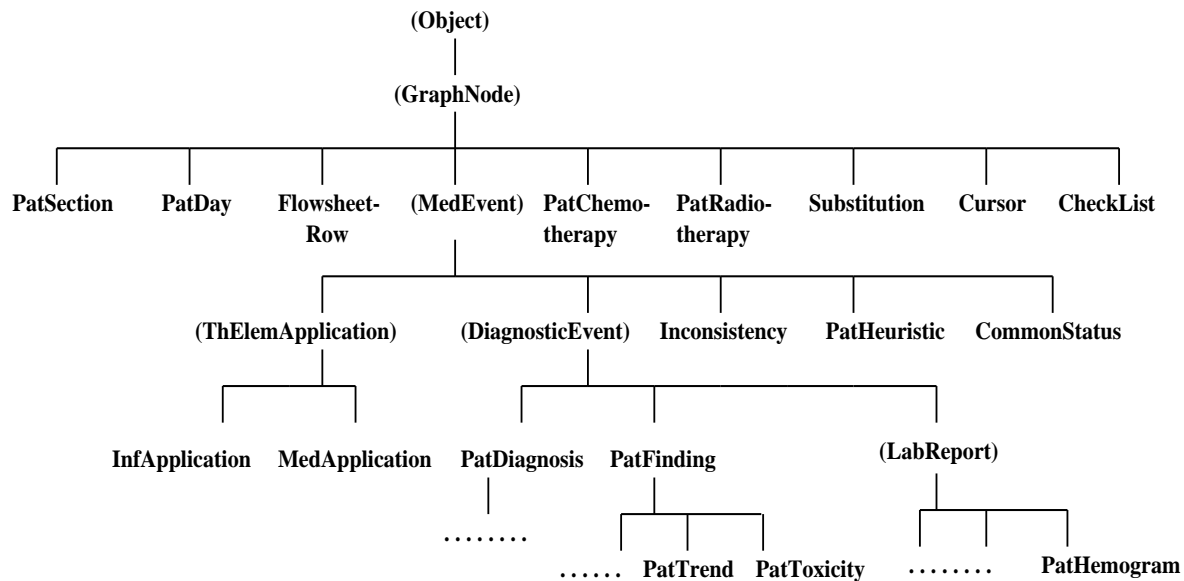 (Object)
(GraphNode)
PatSection PatDay Flowsheet- (MedEvent) PatChemo- PatRadio- Substitution Cursor CheckList
Row therapy therapy
(ThElemApplication) (DiagnosticEvent) Inconsistency PatHeuristic CommonStatus
InfApplication MedApplication PatDiagnosis PatFinding (LabReport)
. . . . . . . .
. . . . . . PatTrend PatToxicity . . . . . . . . PatHemogram